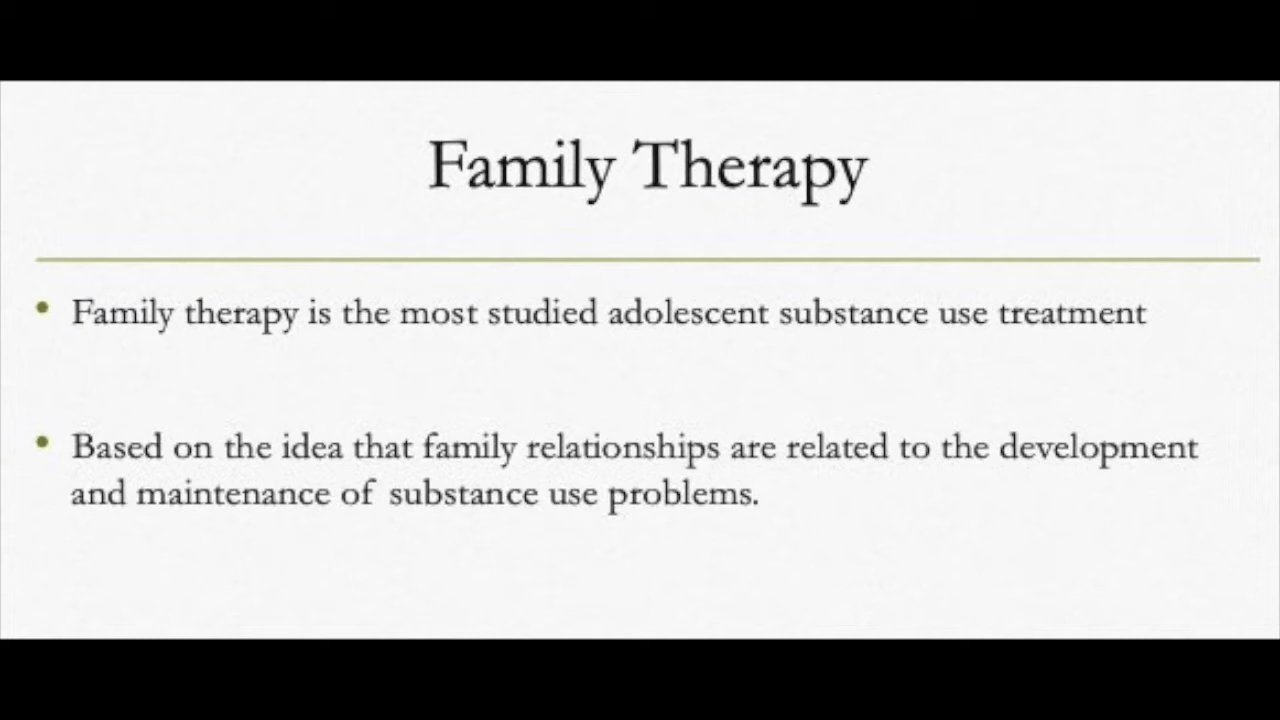 Family Therapy
• Family therapy is the most studied adolescent substance use treatment
• Based on the idea that family relationships are related to the development
and maintenance of substance use problems.